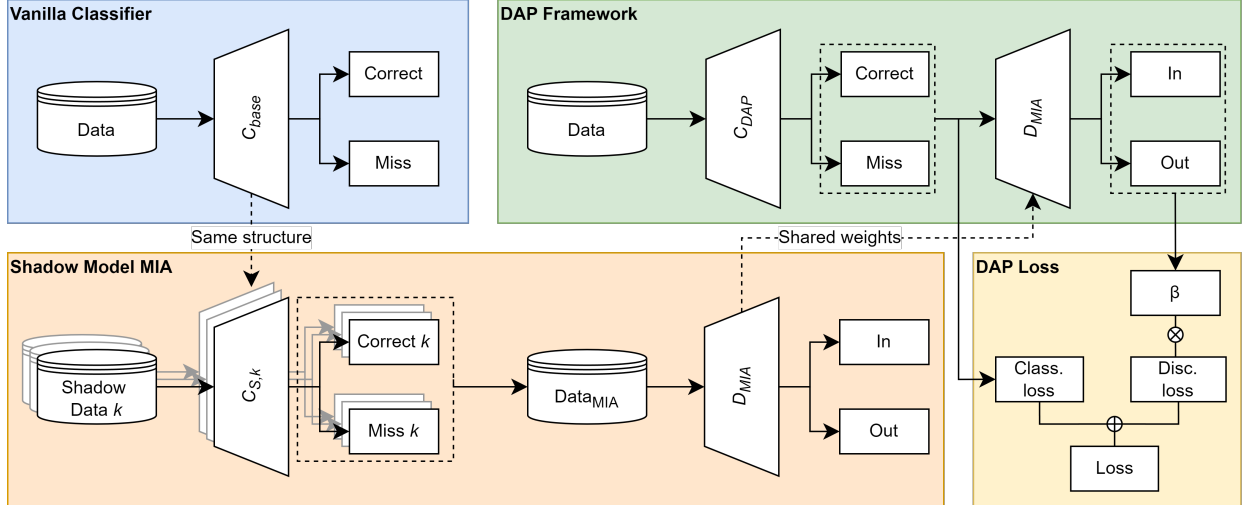 Vanilla Classifier
Data
C_base
Correct
Miss
DAP Framework
Data
C_DAP
Correct
Miss
D_MIA
In
Out
Same structure
Shared weights
Shadow Model MIA
Shadow
Data k
C_S,k
Correct k
Miss k
Data_MIA
D_MIA
In
Out
DAP Loss
β
⊗
Class.
loss
Disc.
loss
⊕
Loss